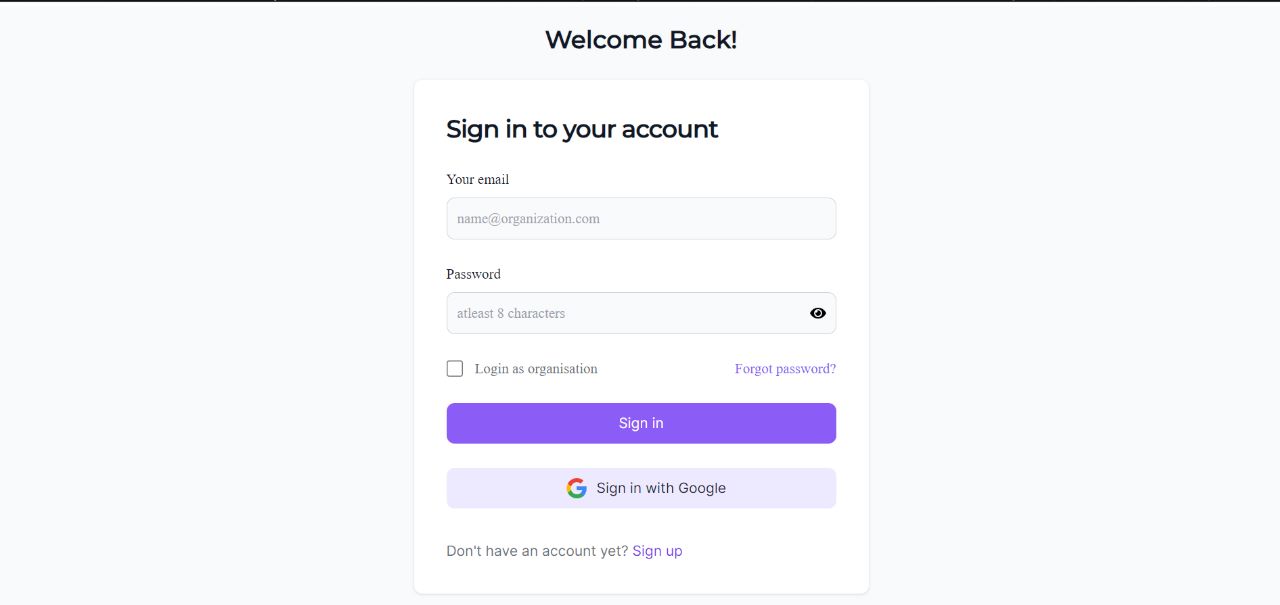 Welcome Back!
Sign in to your account
Your email
name@organization.com
Password
atleast 8 characters
Login as organisation Forgot password?
Sign in
Sign in with Google
Don't have an account yet? Sign up